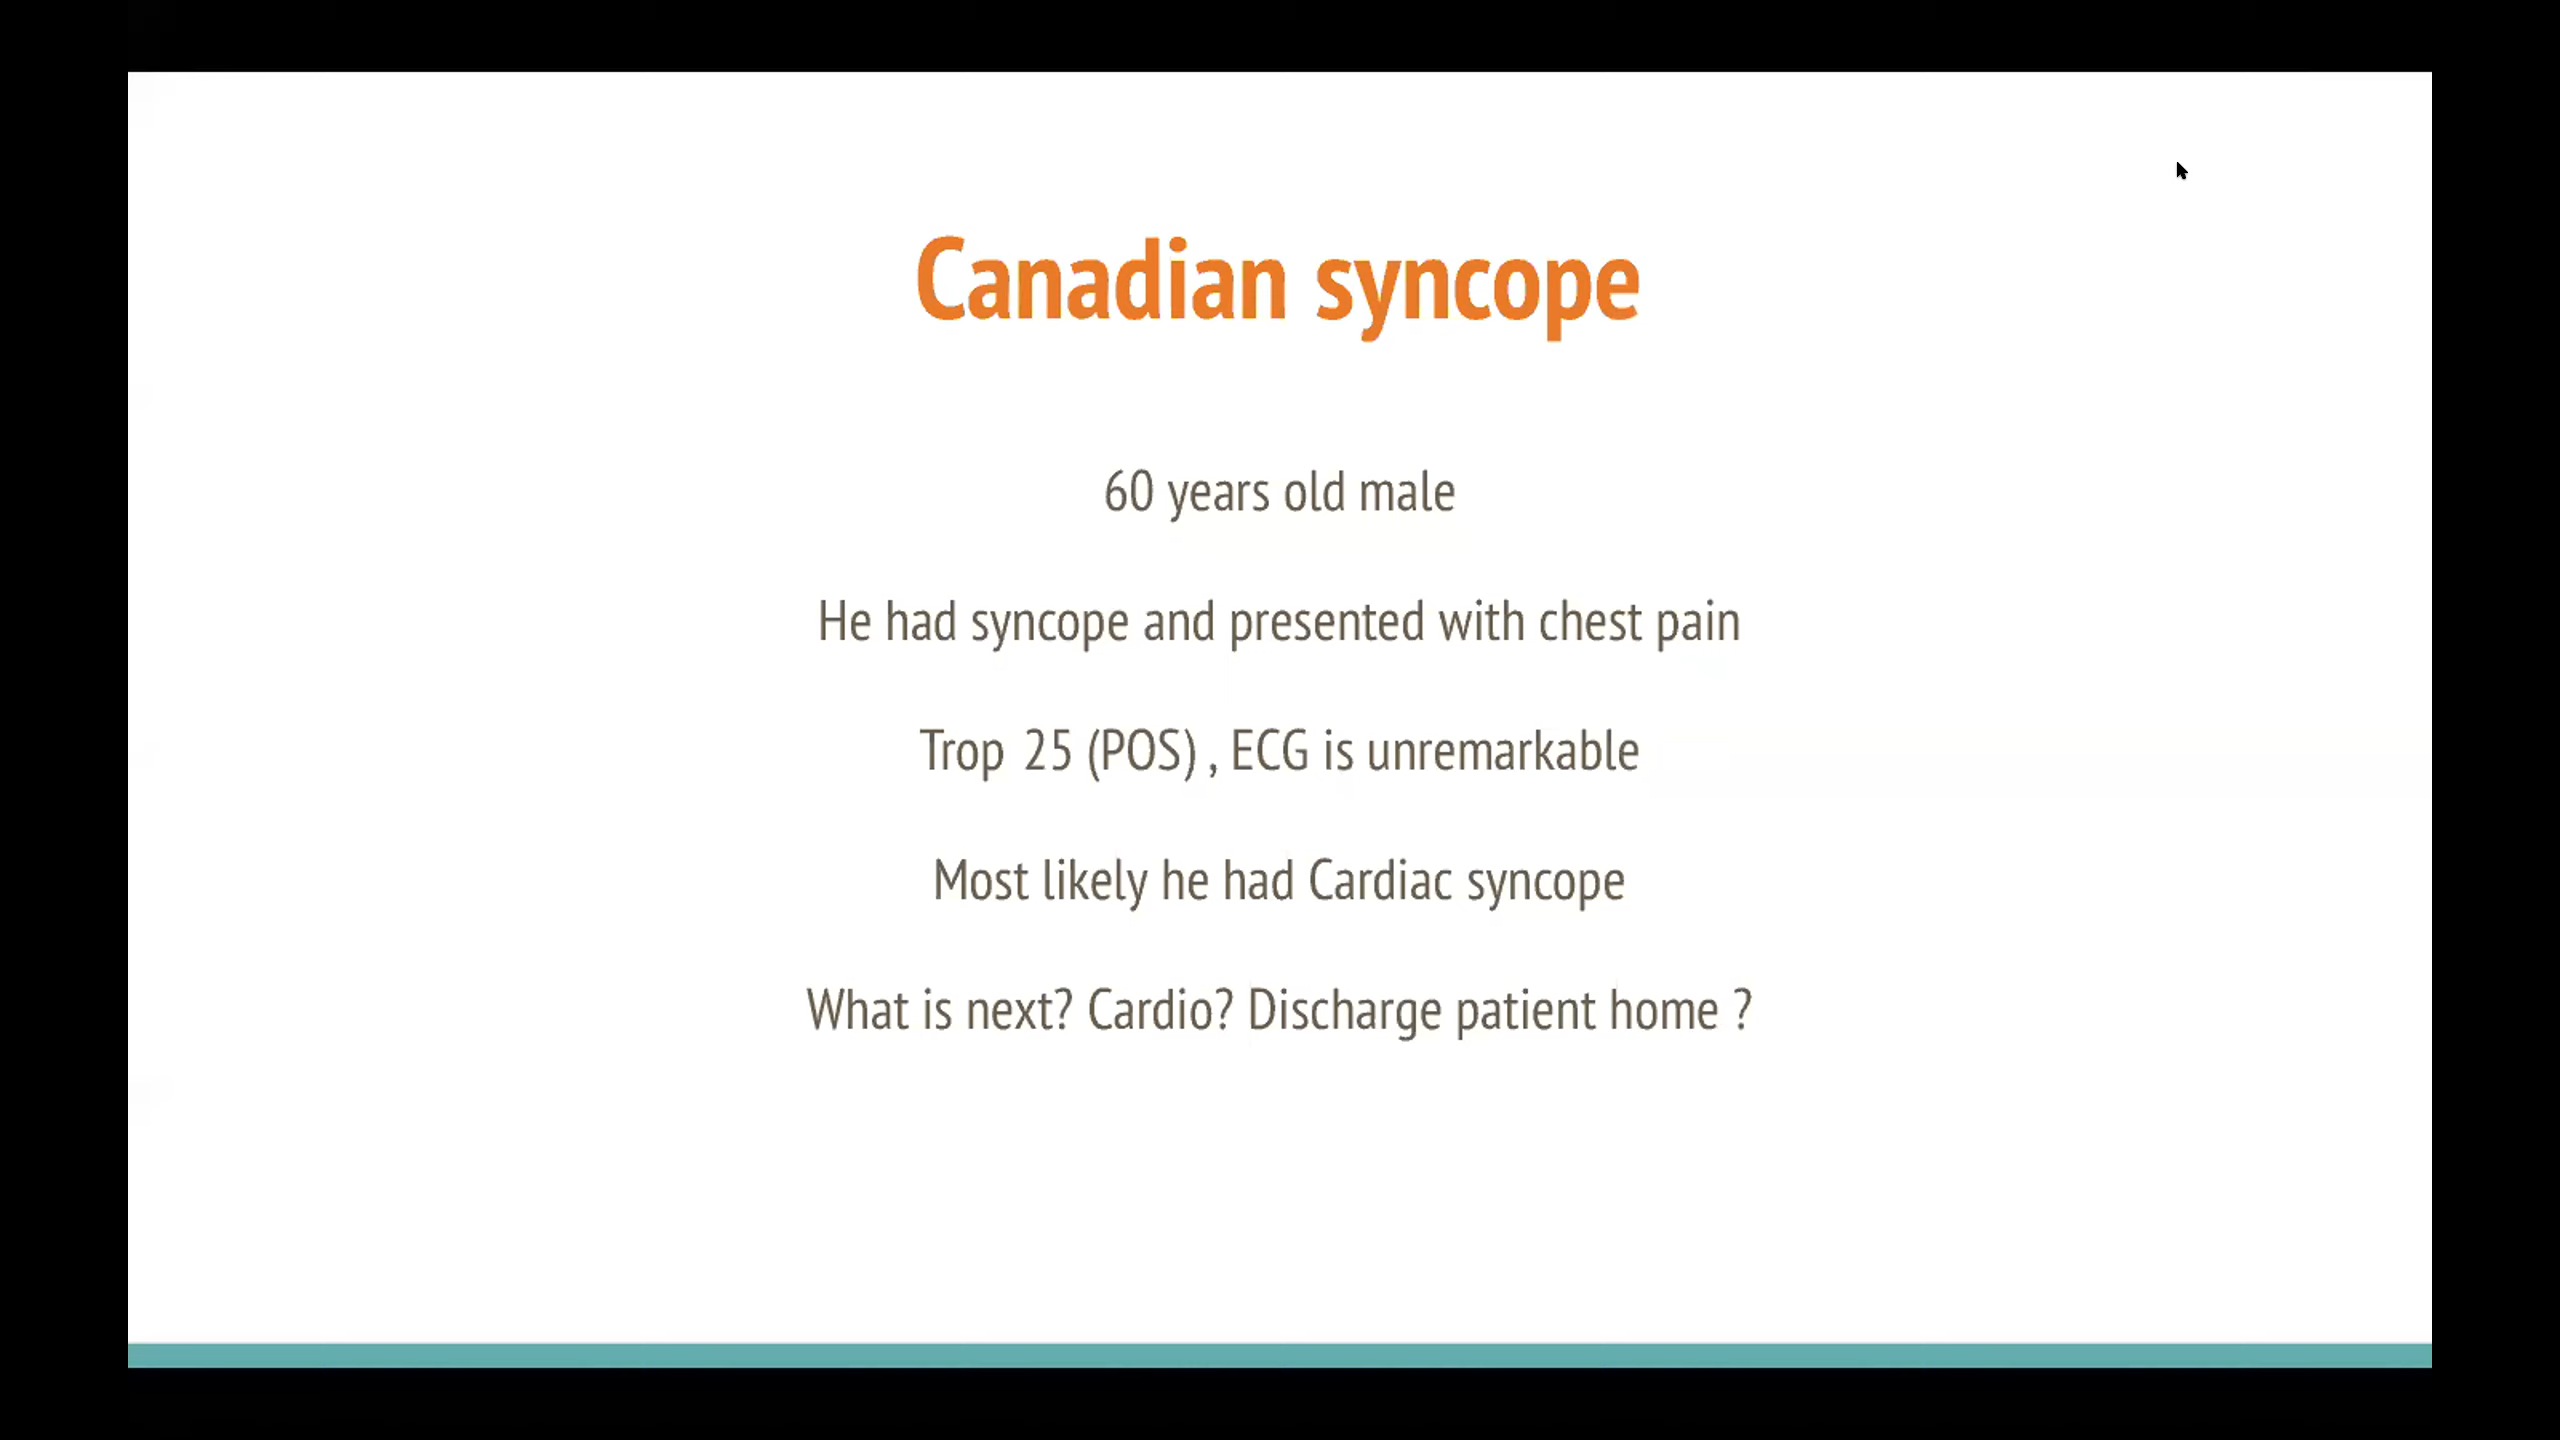 Canadian syncope
60 years old male
He had syncope and presented with chest pain
Trop 25 (POS) , ECG is unremarkable
Most likely he had Cardiac syncope
What is next? Cardio? Discharge patient home ?